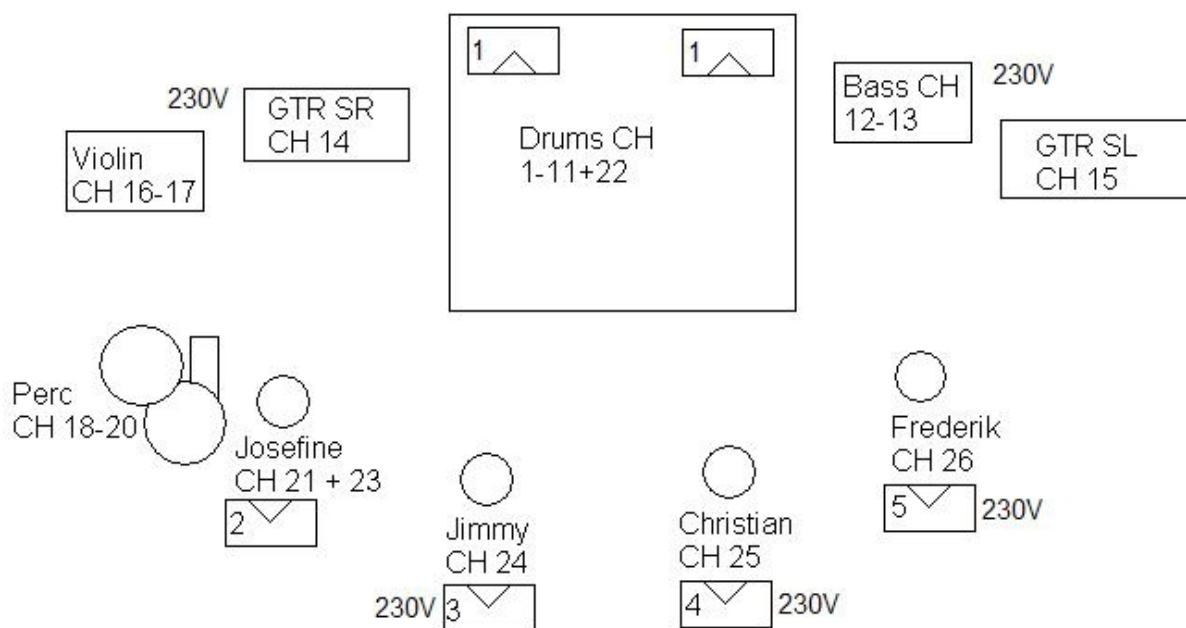 1
1
230V
GTR SR
CH 14
Violin
CH 16-17
Drums CH
1-11+22
Bass CH
12-13
230V
GTR SL
CH 15
Perc
CH 18-20
Josefine
CH 21 + 23
2
Jimmy
CH 24
230V
3
Christian
CH 25
4
230V
Frederik
CH 26
5
230V